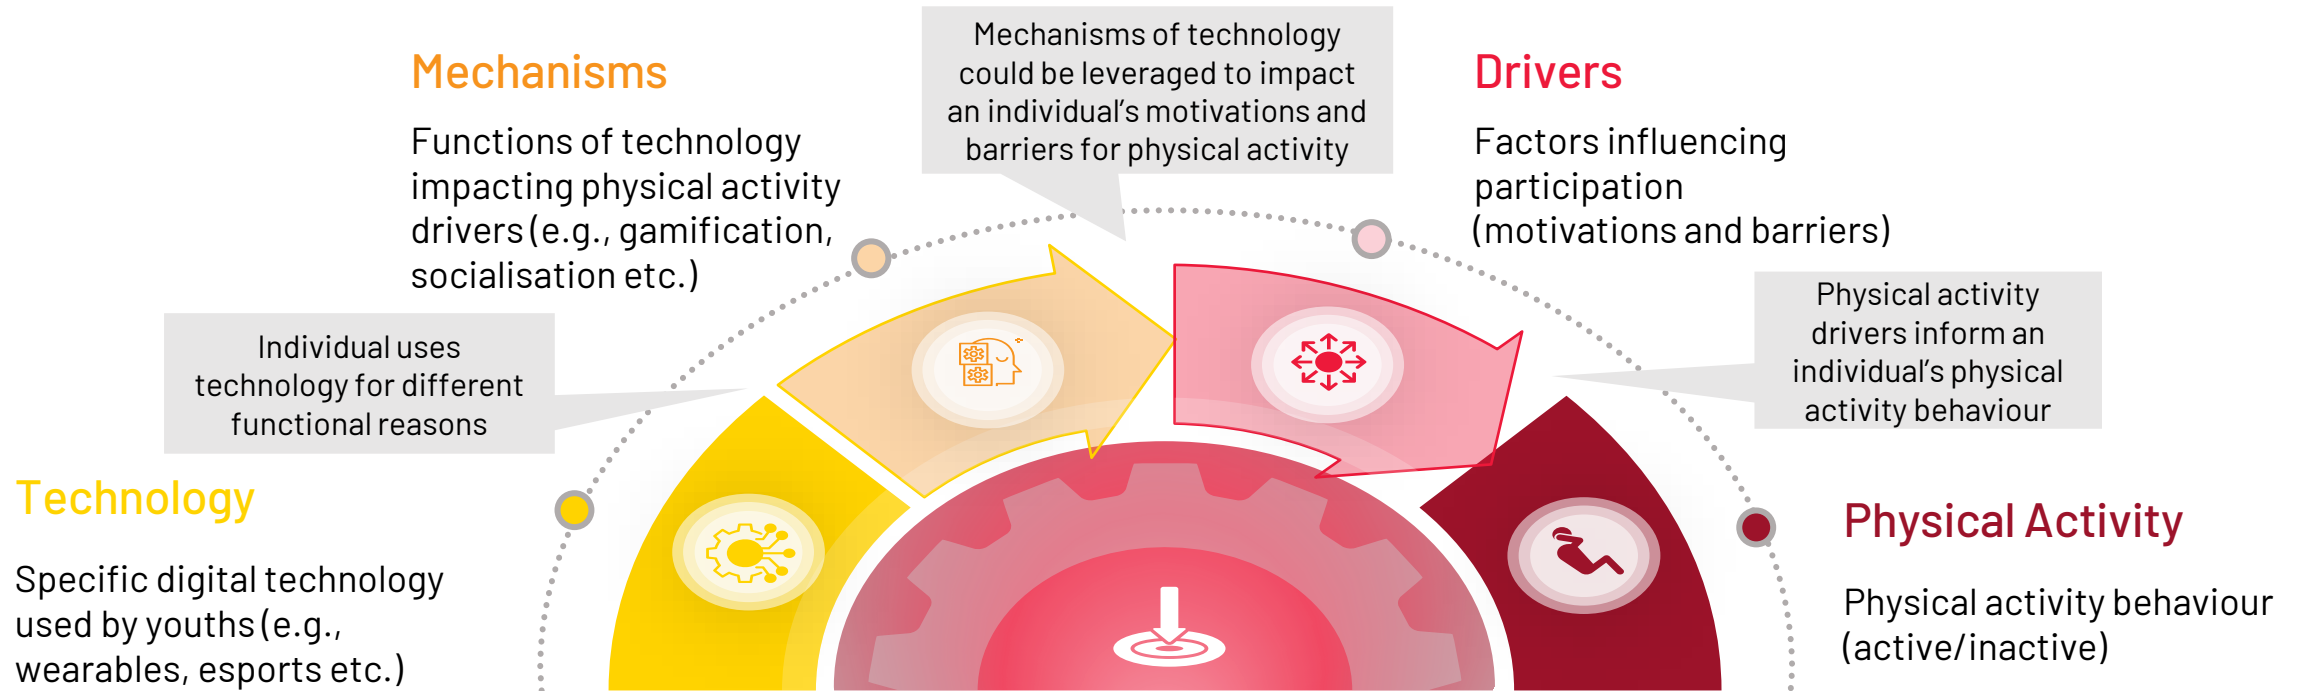 Technology
Specific digital technology
used by youths (e.g.,
wearables, esports etc.)
Individual uses
technology for different
functional reasons
Mechanisms
Functions of technology
impacting physical activity
drivers (e.g., gamification,
socialisation etc.)
Mechanisms of technology
could be leveraged to impact
an individual's motivations and
barriers for physical activity
Drivers
Factors influencing
participation
(motivations and barriers)
Physical activity
drivers inform an
individual's physical
activity behaviour
Physical Activity
Physical activity behaviour
(active/inactive)